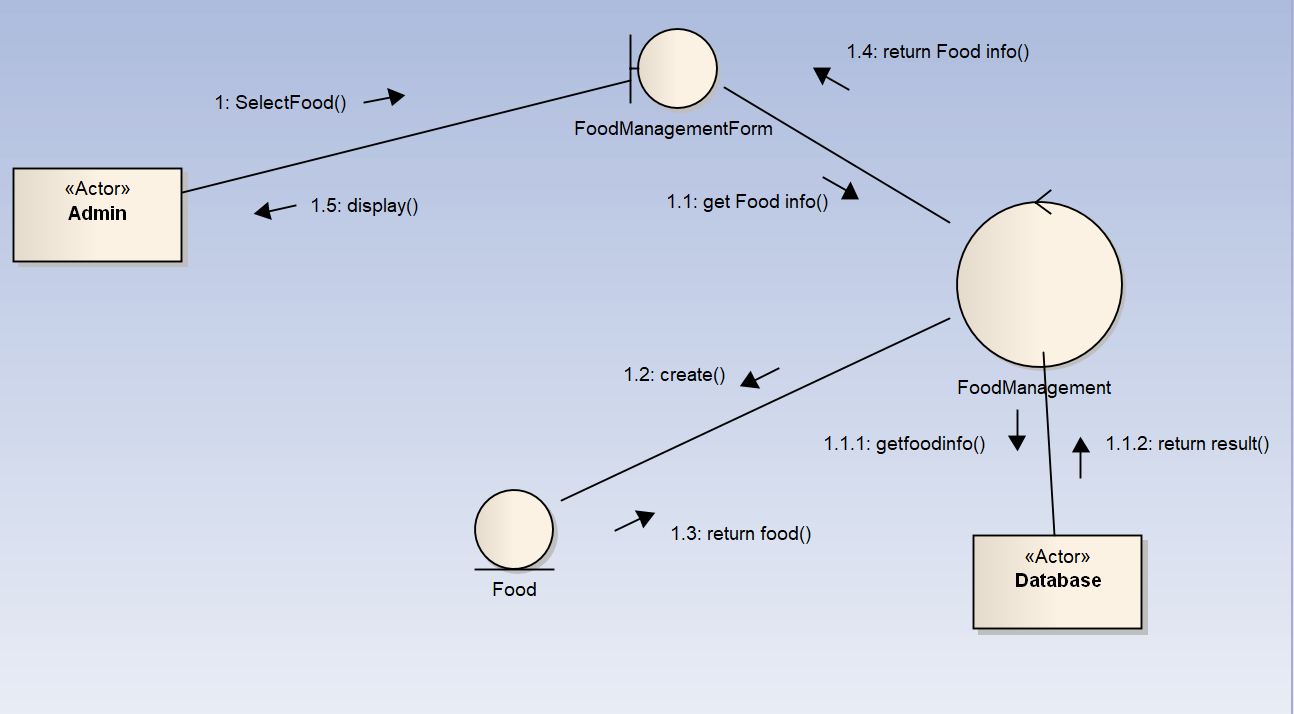 1.4: return Food info()
1: SelectFood()
FoodManagementForm
«Actor»
Admin
1.5: display()
1.1: get Food info()
1.2: create()
FoodManagement
1.1.1: getfoodinfo()
1.1.2: return result()
1.3: return food()
Food
«Actor»
Database